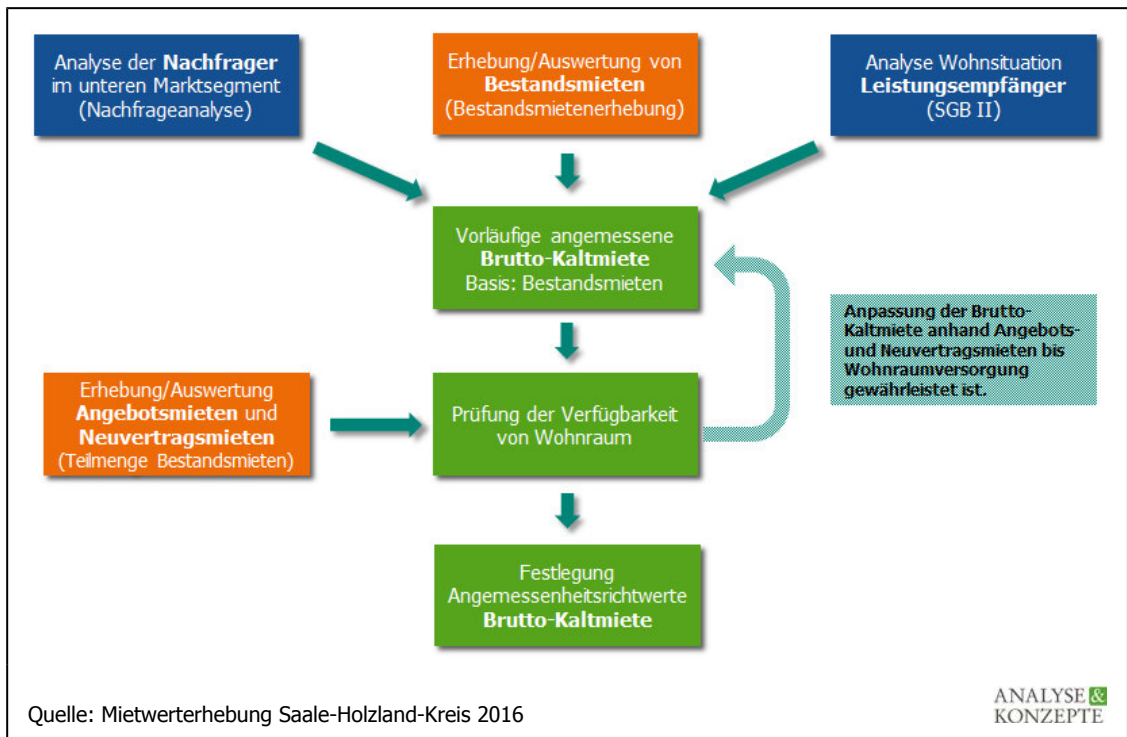 Analyse der Nachfrager
im unteren Marktsegment
(Nachfrageanalyse)
Erhebung/Auswertung von
Bestandsmieten
(Bestandsmietenerhebung)
Analyse Wohnsituation
Leistungsempfänger
(SGB II)
Vorläufige angemessene
Brutto-Kaltmiete
Basis: Bestandsmieten
Anpassung der Brutto-
Kaltmiete anhand Angebots-
und Neuvertragsmieten bis
Wohnraumversorgung
gewährleistet ist.
Erhebung/Auswertung
Angebotsmieten und
Neuvertragsmieten
(Teilmenge Bestandsmieten)
Prüfung der Verfügbarkeit
von Wohnraum
Festlegung
Angemessenheitsrichtwerte
Brutto-Kaltmiete
Quelle: Mietwerterhebung Saale-Holzland-Kreis 2016
ANALYSE &
KONZEPTE